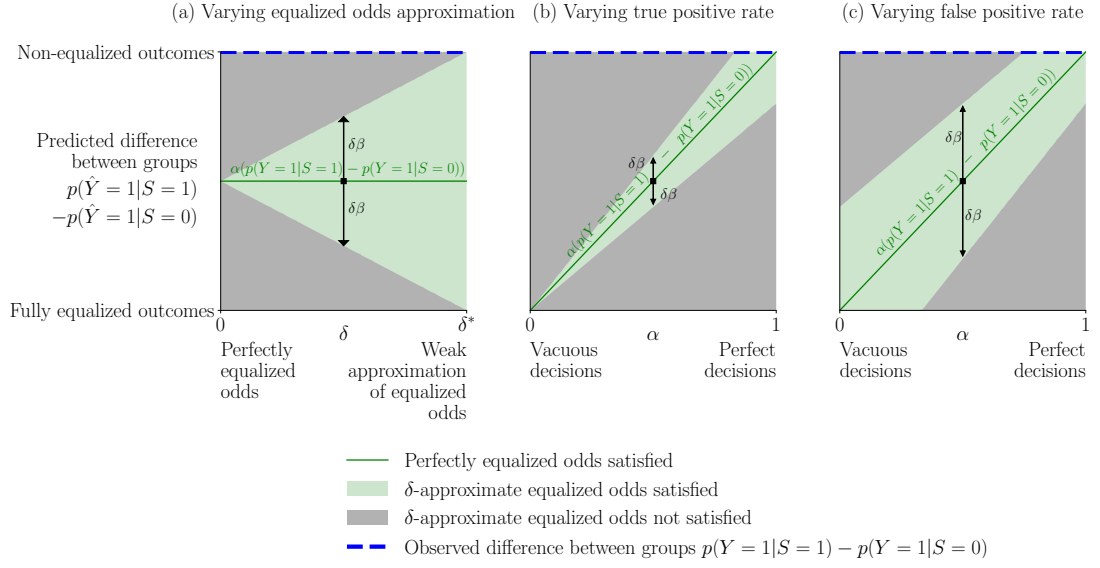 (a) Varying equalized odds approximation
(b) Varying true positive rate
(c) Varying false positive rate
Non-equalized outcomes
Predicted difference
between groups
p(Ŷ = 1|S = 1)
−p(Ŷ = 1|S = 0)
Fully equalized outcomes
δβ
α(p(Y = 1|S = 1) − p(Y = 1|S = 0))
δβ
0
δ
δ*
Perfectly
equalized
odds
Weak
approximation
of equalized
odds
α(p(Y = 1|S = 1) − p(Y = 1|S = 0))
δβ
δβ
0
α
1
Vacuous
decisions
Perfect
decisions
α(p(Y = 1|S = 1) − p(Y = 1|S = 0))
δβ
δβ
0
α
1
Vacuous
decisions
Perfect
decisions
Perfectly equalized odds satisfied
δ-approximate equalized odds satisfied
δ-approximate equalized odds not satisfied
Observed difference between groups p(Y = 1|S = 1) − p(Y = 1|S = 0)